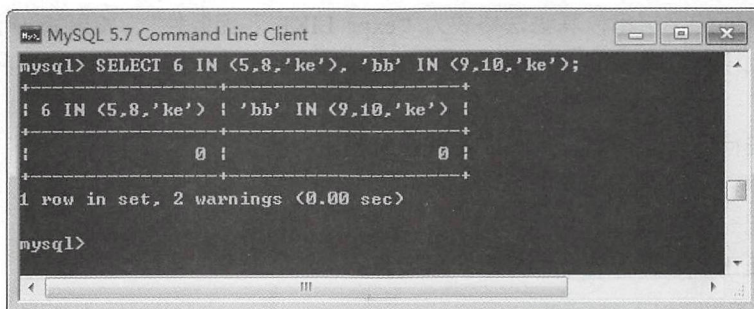 MySQL 5.7 Command Line Client
mysql> SELECT 6 IN (5,8,'ke'), 'bb' IN (9,10,'ke');
+------------------+----------------------+
| 6 IN (5,8,'ke') | 'bb' IN (9,10,'ke') |
+------------------+----------------------+
| 0 | 0 |
+------------------+----------------------+
1 row in set, 2 warnings (0.00 sec)
mysql>